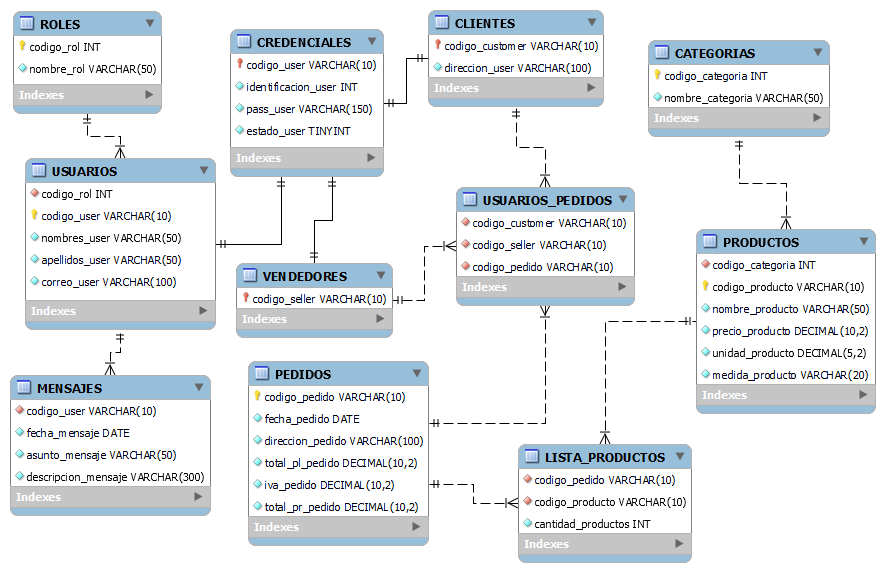 ROLES
codigo_rol INT
nombre_rol VARCHAR(50)
Indexes
CREDENCIALES
codigo_user VARCHAR(10)
identificacion_user INT
pass_user VARCHAR(150)
estado_user TINYINT
Indexes
CLIENTES
codigo_customer VARCHAR(10)
direccion_user VARCHAR(100)
Indexes
CATEGORIAS
codigo_categoria INT
nombre_categoria VARCHAR(50)
Indexes
USUARIOS
codigo_rol INT
codigo_user VARCHAR(10)
nombres_user VARCHAR(50)
apellidos_user VARCHAR(50)
correo_user VARCHAR(100)
Indexes
USUARIOS_PEDIDOS
codigo_customer VARCHAR(10)
codigo_seller VARCHAR(10)
codigo_pedido VARCHAR(10)
Indexes
PRODUCTOS
codigo_categoria INT
codigo_producto VARCHAR(10)
nombre_producto VARCHAR(50)
precio_producto DECIMAL(10,2)
unidad_producto DECIMAL(5,2)
medida_producto VARCHAR(20)
Indexes
VENDEDORES
codigo_seller VARCHAR(10)
Indexes
MENSAJES
codigo_user VARCHAR(10)
fecha_mensaje DATE
asunto_mensaje VARCHAR(50)
descripcion_mensaje VARCHAR(300)
Indexes
PEDIDOS
codigo_pedido VARCHAR(10)
fecha_pedido DATE
direccion_pedido VARCHAR(100)
total_pl_pedido DECIMAL(10,2)
iva_pedido DECIMAL(10,2)
total_pr_pedido DECIMAL(10,2)
Indexes
LISTA_PRODUCTOS
codigo_pedido VARCHAR(10)
codigo_producto VARCHAR(10)
cantidad_productos INT
Indexes